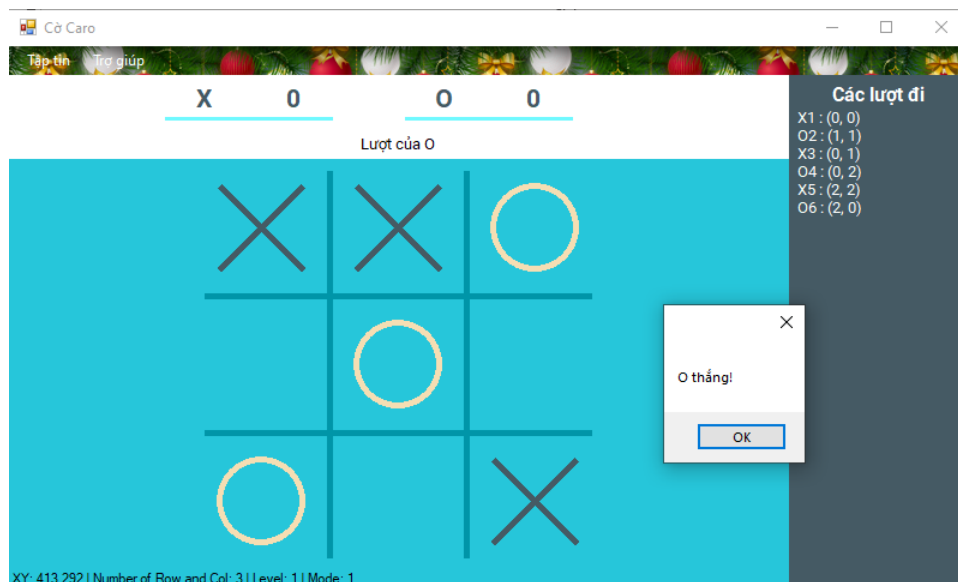 Cờ Caro
Tập tin Trợ giúp
X 0 O 0
Lượt của O
Các lượt đi
X1 : (0, 0)
O2 : (1, 1)
X3 : (0, 1)
O4 : (0, 2)
X5 : (2, 2)
O6 : (2, 0)
O thắng!
OK
XY: 413,292 | Number of Row and Col: 3 | Level: 1 | Mode: 1